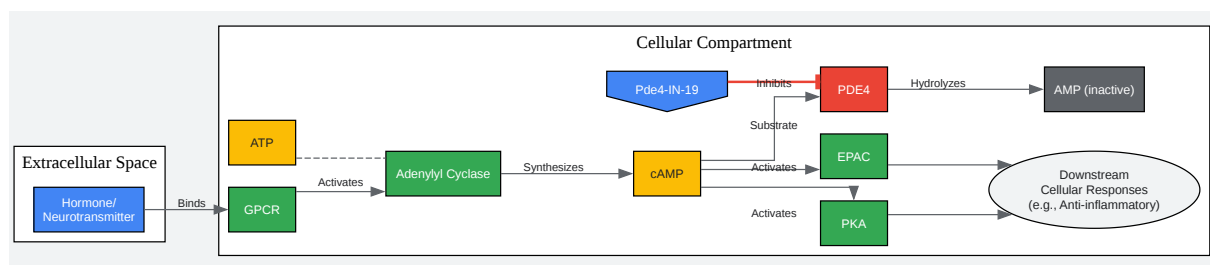 Cellular Compartment
Extracellular Space
Hormone/
Neurotransmitter
Binds
ATP
GPCR
Activates
Adenylyl Cyclase
Synthesizes
cAMP
Pde4-IN-19
Inhibits
Substrate
Activates
Activates
PDE4
EPAC
PKA
Hydrolyzes
AMP (inactive)
Downstream
Cellular Responses
(e.g., Anti-inflammatory)